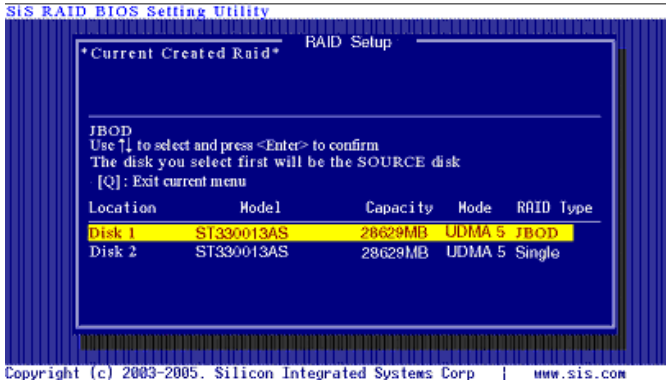 SiS RAID BIOS Setting Utility
RAID Setup
*Current Created Raid*
JBOD
Use ↑↓ to select and press <Enter> to confirm
The disk you select first will be the SOURCE disk
[Q]: Exit current menu
Location Model Capacity Mode RAID Type
Disk 1 ST330013AS 28629MB UDMA 5 JBOD
Disk 2 ST330013AS 28629MB UDMA 5 Single
Copyright (c) 2003-2005. Silicon Integrated Systems Corp | www.sis.com